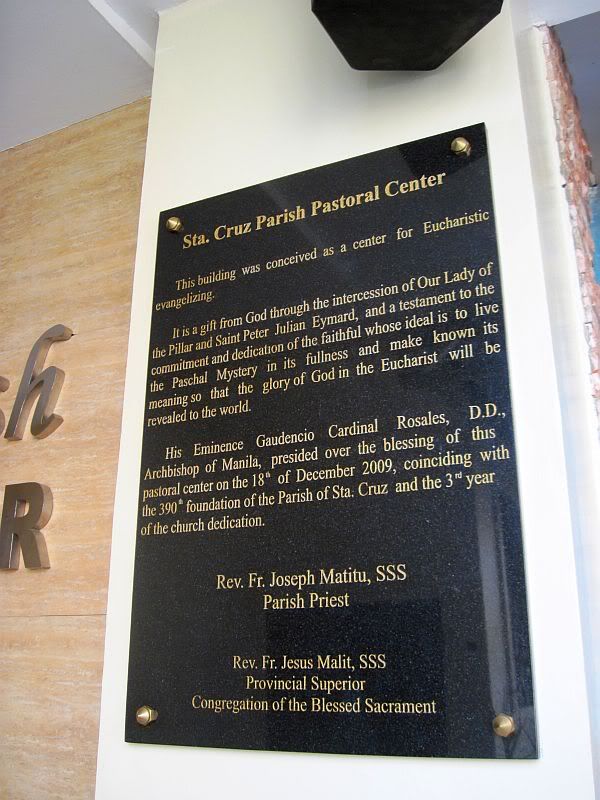 Sta. Cruz Parish Pastoral Center
This building was conceived as a center for Eucharistic
evangelizing.
It is a gift from God through the intercession of Our Lady of
the Pillar and Saint Peter Julian Eymard, and a testament to the
commitment and dedication of the faithful whose ideal is to live
the Paschal Mystery in its fullness and make known its
meaning so that the glory of God in the Eucharist will be
revealed to the world.
His Eminence Gaudencio Cardinal Rosales, D.D.,
Archbishop of Manila, presided over the blessing of this
pastoral center on the 18th of December 2009, coinciding with
the 390th foundation of the Parish of Sta. Cruz and the 3rd year
of the church dedication.
Rev. Fr. Joseph Matitu, SSS
Parish Priest
Rev. Fr. Jesus Malit, SSS
Provincial Superior
Congregation of the Blessed Sacrament
sh
R